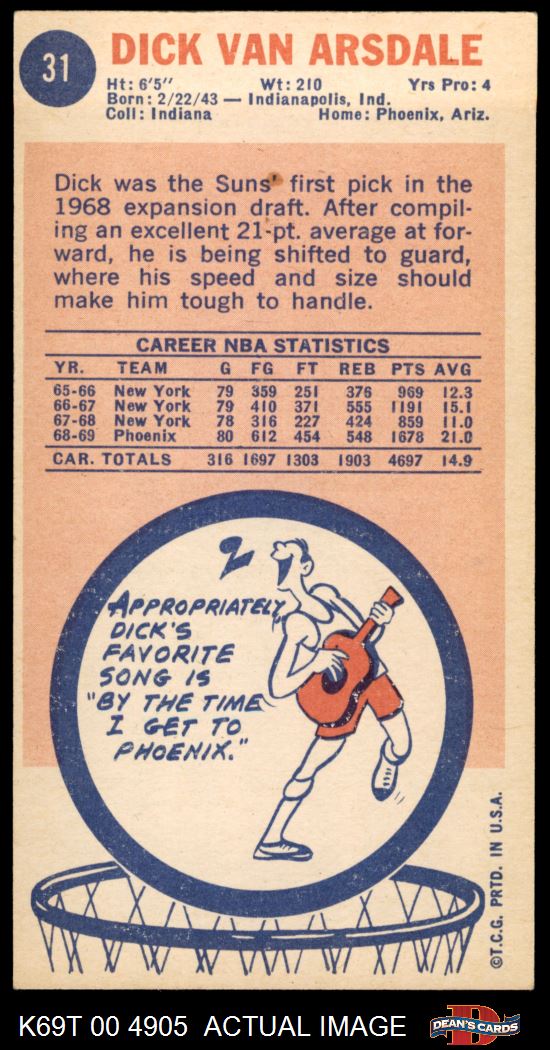 31
DICK VAN ARSDALE
Ht: 6'5" Wt: 210 Yrs Pro: 4
Born: 2/22/43 — Indianapolis, Ind.
Coll: Indiana Home: Phoenix, Ariz.
Dick was the Suns' first pick in the
1968 expansion draft. After compil-
ing an excellent 21-pt. average at for-
ward, he is being shifted to guard,
where his speed and size should
make him tough to handle.
CAREER NBA STATISTICS
YR. TEAM G FG FT REB PTS AVG
65-66 New York 79 359 251 376 969 12.3
66-67 New York 79 410 371 555 1191 15.1
67-68 New York 78 316 227 424 859 11.0
68-69 Phoenix 80 612 454 548 1678 21.0
CAR. TOTALS 316 1697 1303 1903 4697 14.9
2
APPROPRIATELY,
DICK'S
FAVORITE
SONG IS
"BY THE TIME
I GET TO
PHOENIX."
©T.C.G. PRTD. IN U.S.A.
K69T 00 4905 ACTUAL IMAGE
D
DEAN'S CARDS